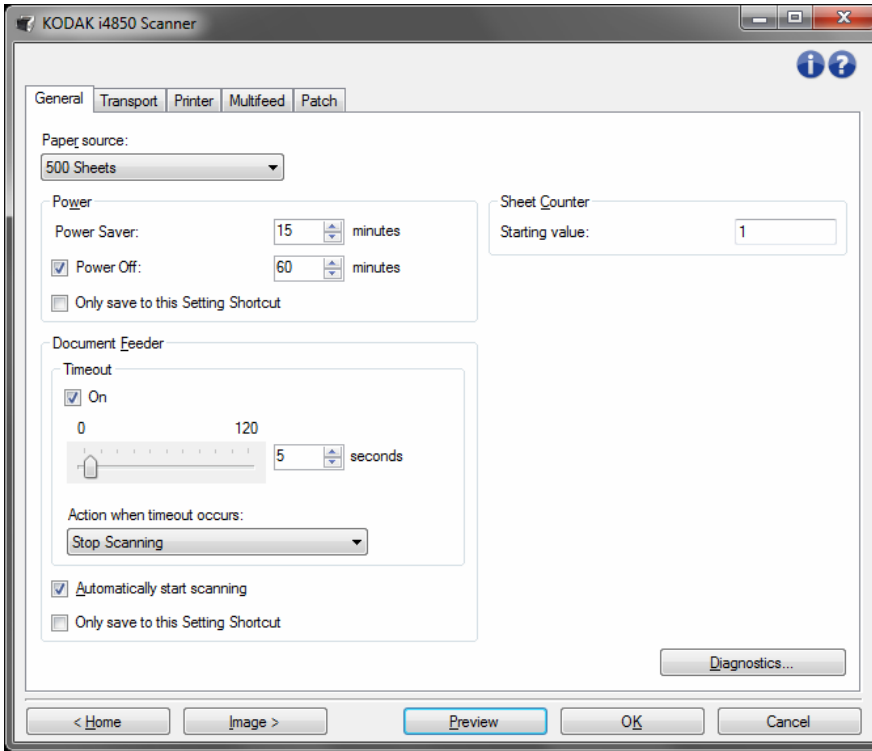 KODAK i4850 Scanner
General Transport Printer Multifeed Patch
Paper source:
500 Sheets
Power
Power Saver: 15 minutes
Power Off: 60 minutes
Only save to this Setting Shortcut
Sheet Counter
Starting value: 1
Document Feeder
Timeout
On
0 120
5 seconds
Action when timeout occurs:
Stop Scanning
Automatically start scanning
Only save to this Setting Shortcut
Diagnostics...
< Home Image > Preview OK Cancel